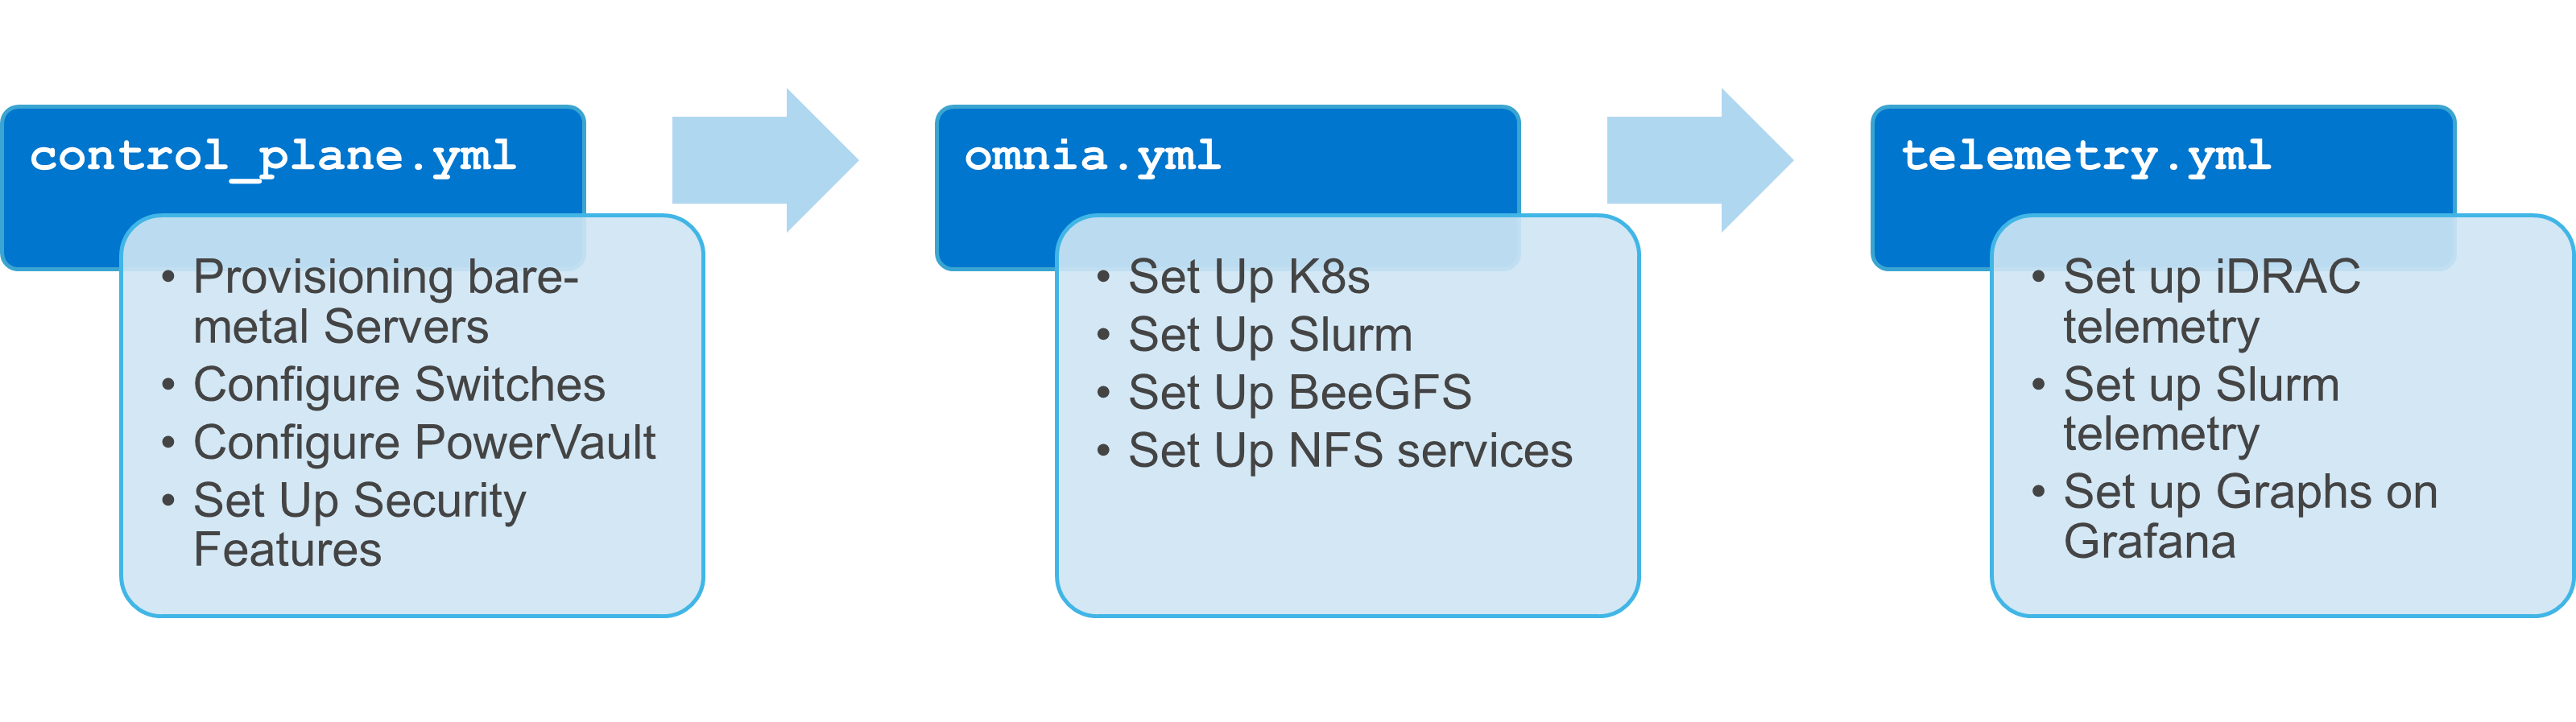 control_plane.yml
• Provisioning bare-
metal Servers
• Configure Switches
• Configure PowerVault
• Set Up Security
Features
omnia.yml
• Set Up K8s
• Set Up Slurm
• Set Up BeeGFS
• Set Up NFS services
telemetry.yml
• Set up iDRAC
telemetry
• Set up Slurm
telemetry
• Set up Graphs on
Grafana